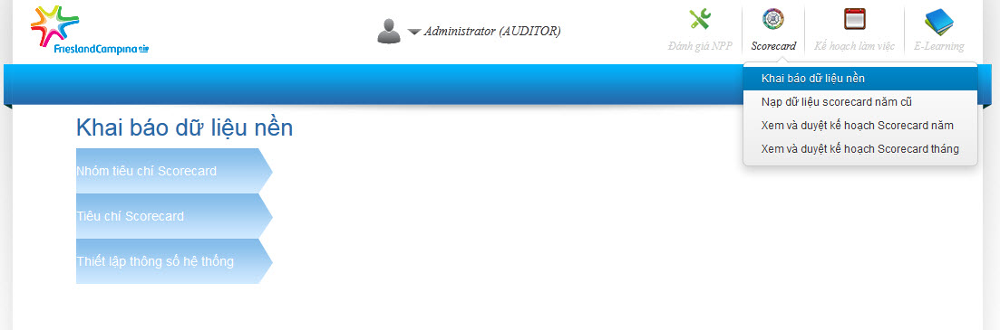 FrieslandCampina
Administrator (AUDITOR)
Đánh giá NPP
Scorecard
Kế hoạch làm việc
E-Learning
Khai báo dữ liệu nền
Nạp dữ liệu scorecard năm cũ
Xem và duyệt kế hoạch Scorecard năm
Xem và duyệt kế hoạch Scorecard tháng
Khai báo dữ liệu nền
Nhóm tiêu chí Scorecard
Tiêu chí Scorecard
Thiết lập thông số hệ thống